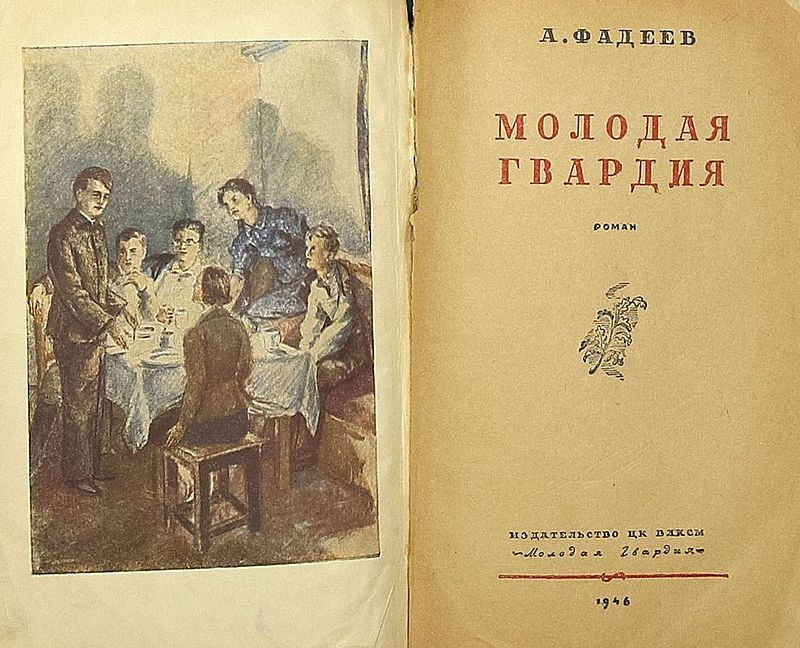 А. ФАДЕЕВ
МОЛОДАЯ
ГВАРДИЯ
РОМАН
ИЗДАТЕЛЬСТВО ЦК ВЛКСМ
Молодая Гвардия
1946